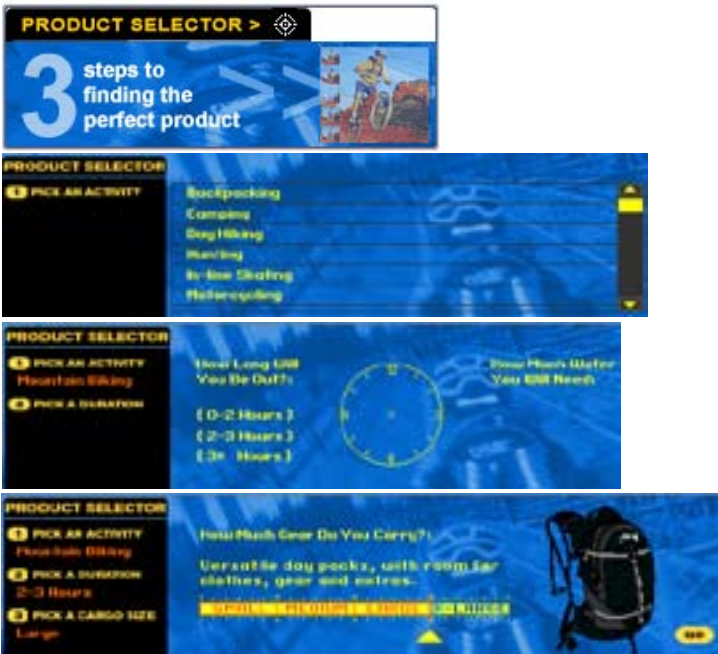 PRODUCT SELECTOR >
3
steps to
finding the
perfect product
PRODUCT SELECTOR
1 PICK AN ACTIVITY
Backpacking
Camping
Day Hiking
Hunting
In-line Skating
Motorcycling
PRODUCT SELECTOR
1 PICK AN ACTIVITY
Mountain Biking
2 PICK A DURATION
How Long Will
You Be Out?:
( 0-2 Hours )
( 2-3 Hours )
( 3+ Hours )
12
How Much Water
You Will Need:
PRODUCT SELECTOR
1 PICK AN ACTIVITY
Mountain Biking
2 PICK A DURATION
2-3 Hours
3 PICK A CARGO SIZE
Large
How Much Gear Do You Carry?:
Versatile day packs, with room for
clothes, gear and extras.
SMALL MEDIUM LARGE X-LARGE
GO